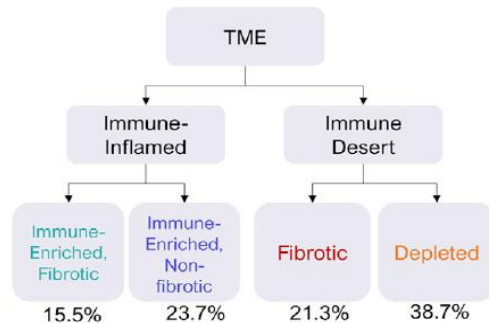 TME
Immune-
Inflamed
Immune
Desert
Immune-
Enriched,
Fibrotic
Immune-
Enriched,
Non-
fibrotic
Fibrotic
Depleted
15.5%
23.7%
21.3%
38.7%